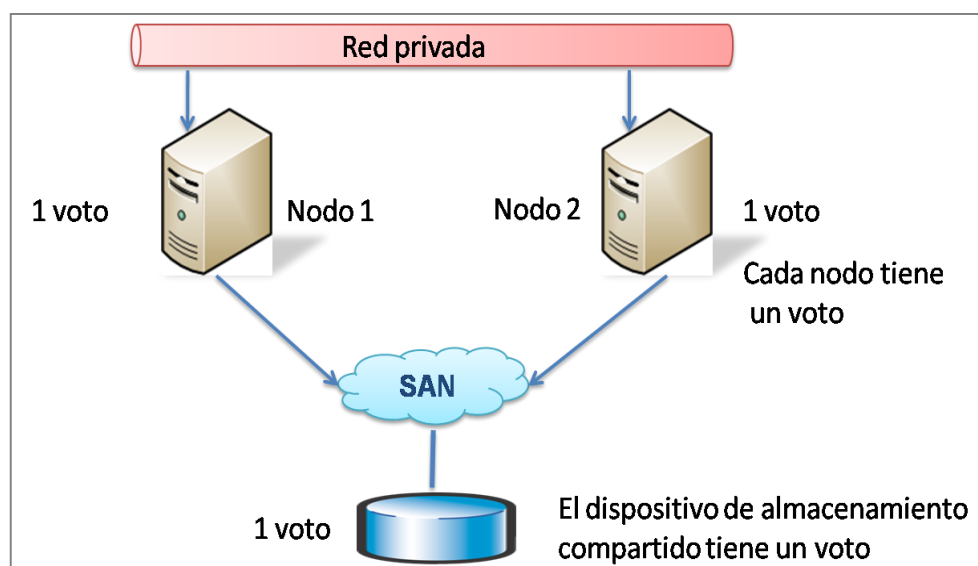 Red privada
1 voto
Nodo 1
Nodo 2
1 voto
Cada nodo tiene
un voto
SAN
1 voto
El dispositivo de almacenamiento
compartido tiene un voto